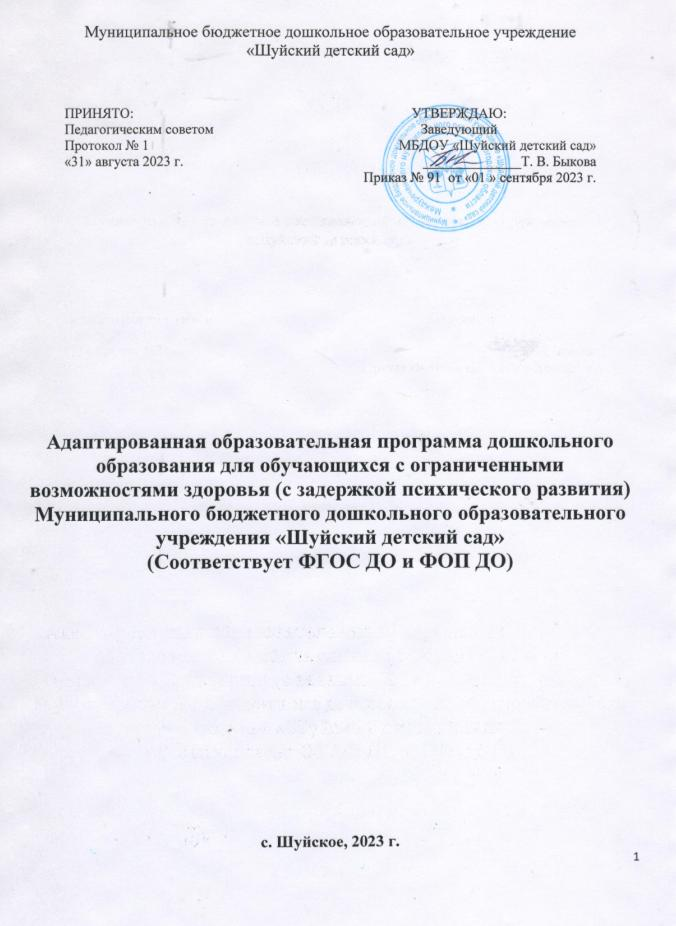 Муниципальное бюджетное дошкольное образовательное учреждение
«Шуйский детский сад»
ПРИНЯТО:
Педагогическим советом
Протокол № 1
«31» августа 2023 г.
УТВЕРЖДАЮ:
Заведующий
МБДОУ «Шуйский детский сад»
Т. В. Быкова
Приказ № 91 от «01 » сентября 2023 г.
Адаптированная образовательная программа дошкольного
образования для обучающихся с ограниченными
возможностями здоровья (с задержкой психического развития)
Муниципального бюджетного дошкольного образовательного
учреждения «Шуйский детский сад»
(Соответствует ФГОС ДО и ФОП ДО)
с. Шуйское, 2023 г.
1